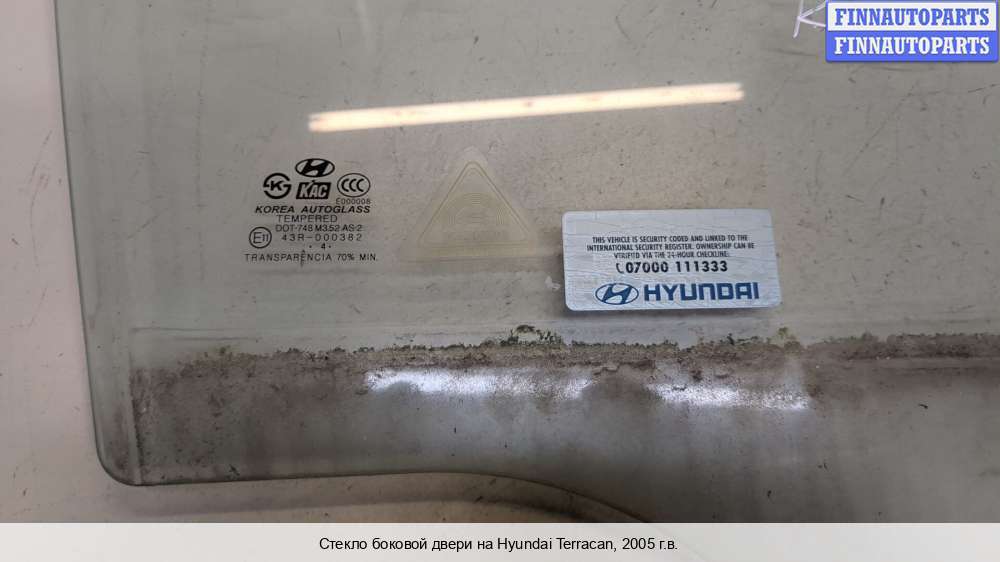 FINNAUTOPARTS
FINNAUTOPARTS
KAC
E000008
KOREA AUTOGLASS
TEMPERED
DOT-748 M352 AS-2
E11 43R-000382
· 4 ·
TRANSPARÊNCIA 70% MIN.
THIS VEHICLE IS SECURITY CODED AND LINKED TO THE
INTERNATIONAL SECURITY REGISTER. OWNERSHIP CAN BE
VERIFIED VIA THE 24-HOUR CHECKLINE:
07000 111333
HYUNDAI
Стекло боковой двери на Hyundai Terracan, 2005 г.в.